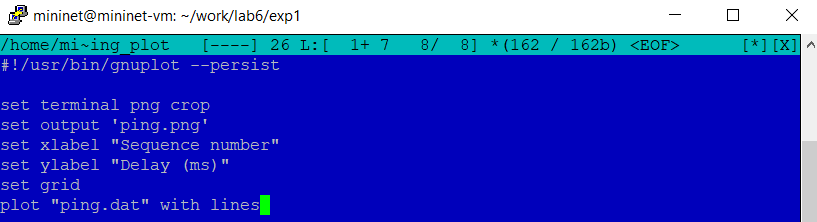 mininet@mininet-vm: ~/work/lab6/exp1
/home/mi~ing_plot [----] 26 L:[ 1+ 7 8/ 8] *(162 / 162b) <EOF> [*][X]
#!/usr/bin/gnuplot --persist
set terminal png crop
set output 'ping.png'
set xlabel "Sequence number"
set ylabel "Delay (ms)"
set grid
plot "ping.dat" with lines